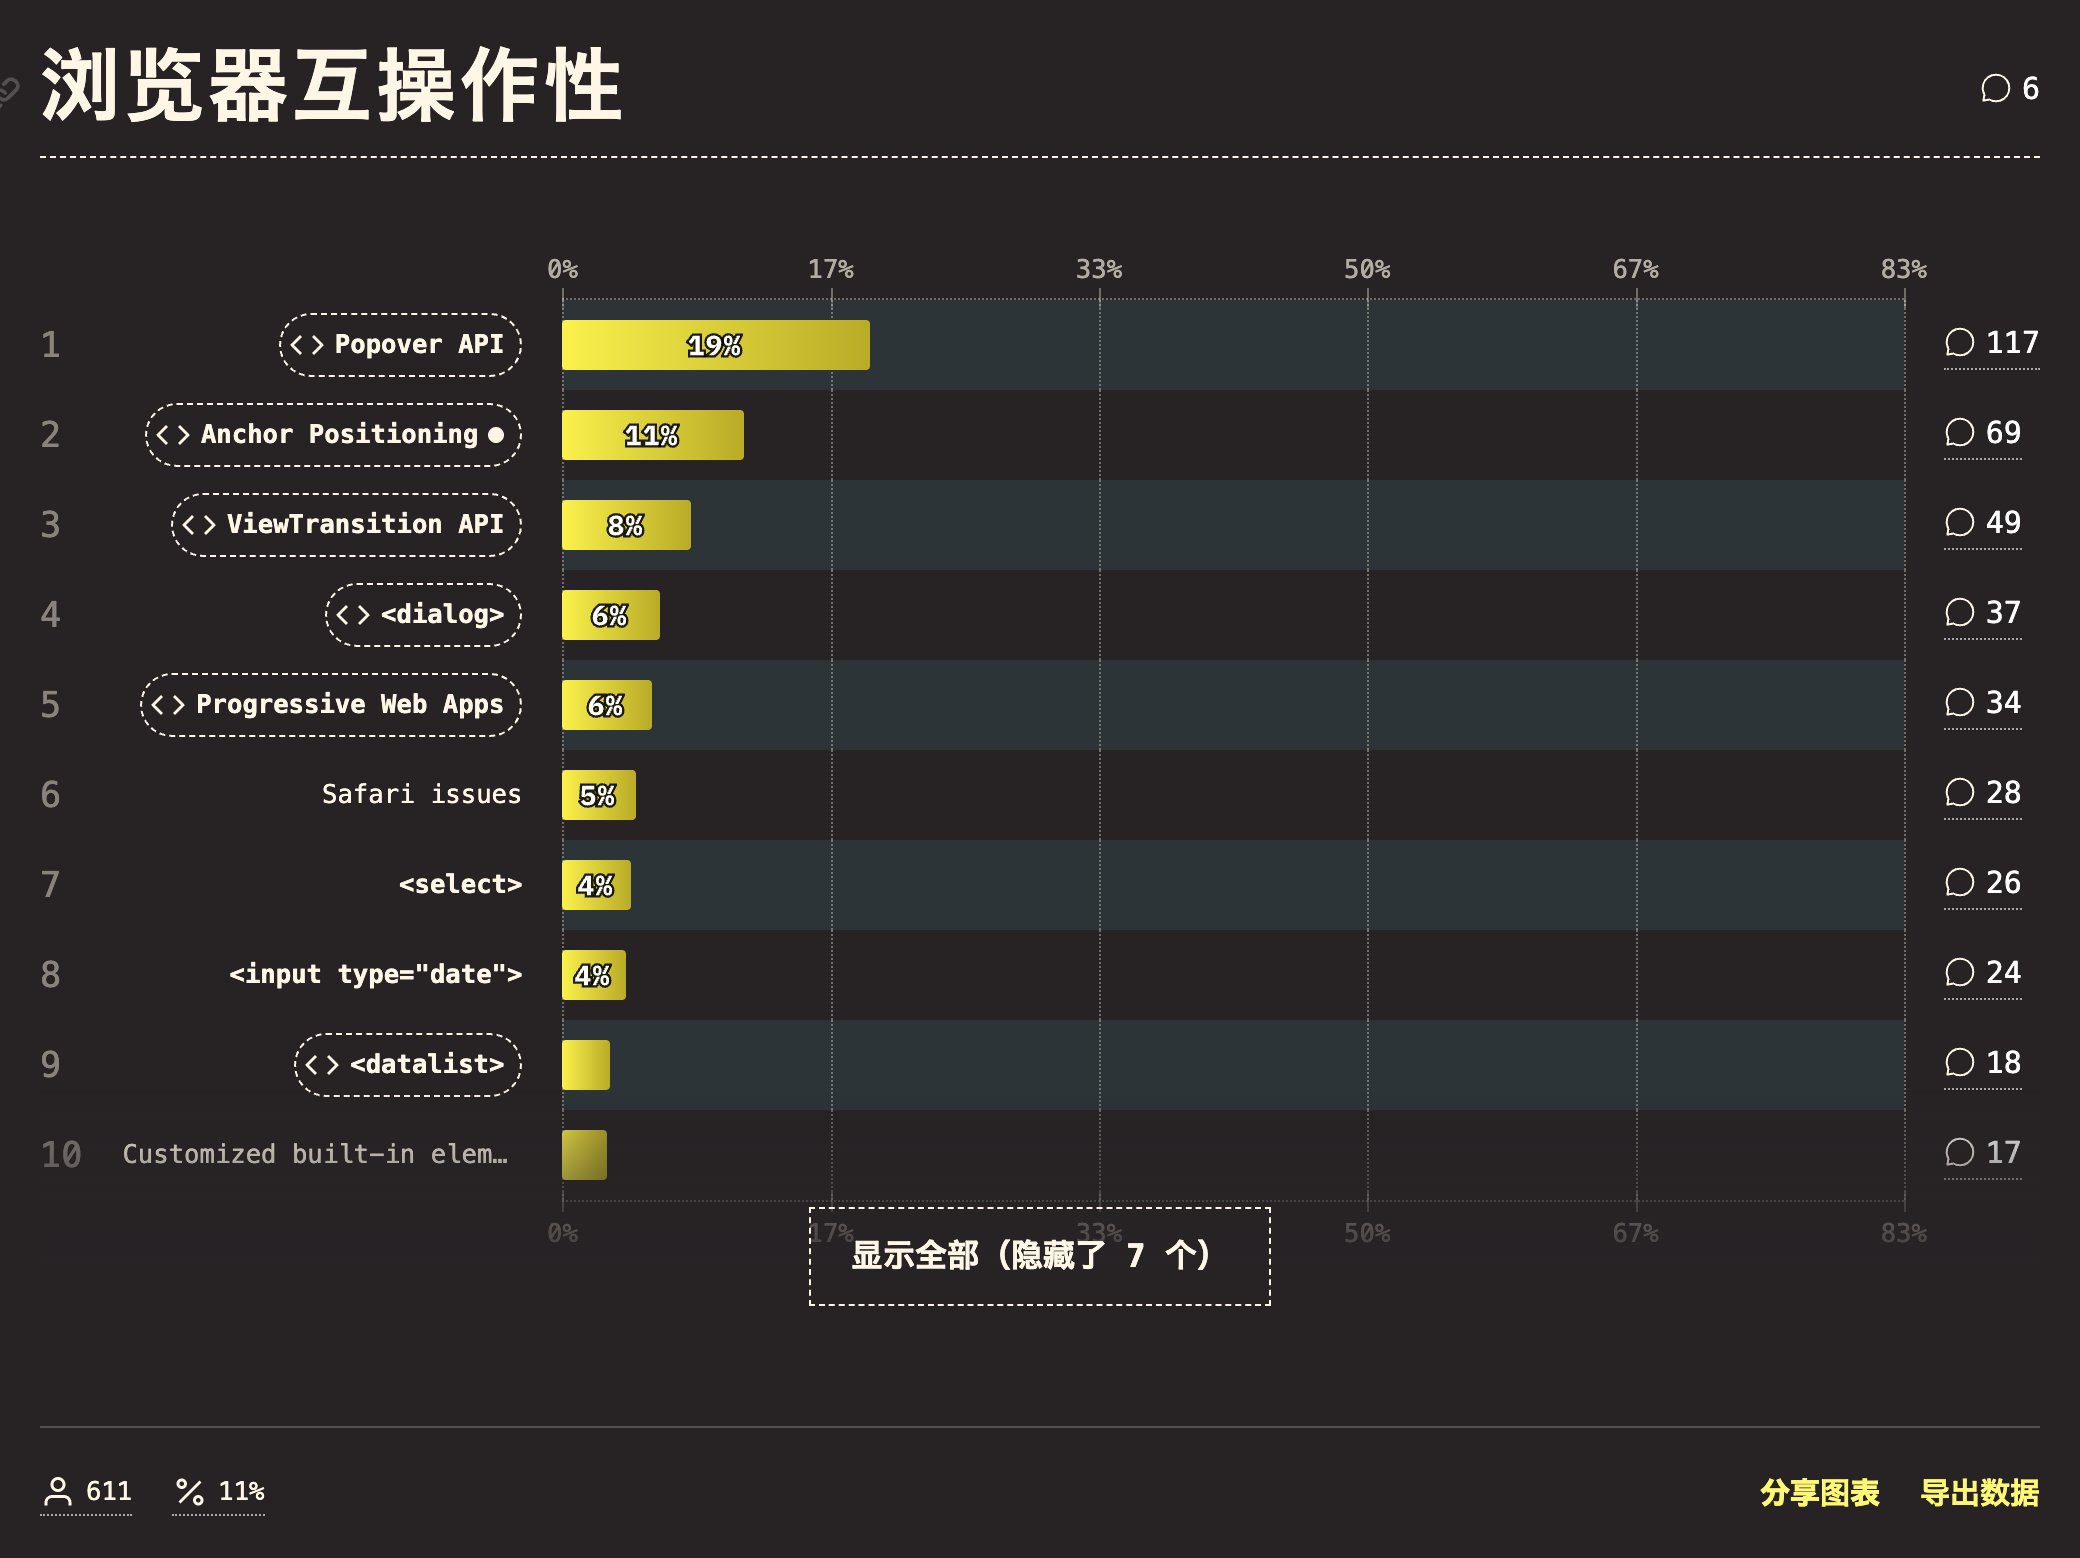 浏览器互操作性
6
0% 17% 33% 50% 67% 83%
1 <> Popover API 19% 117
2 <> Anchor Positioning 11% 69
3 <> ViewTransition API 8% 49
4 <> <dialog> 6% 37
5 <> Progressive Web Apps 6% 34
6 Safari issues 5% 28
7 <select> 4% 26
8 <input type="date"> 4% 24
9 <> <datalist> 18
10 Customized built-in elem… 17
0% 17% 33% 50% 67% 83%
显示全部（隐藏了 7 个）
611 % 11% 分享图表 导出数据